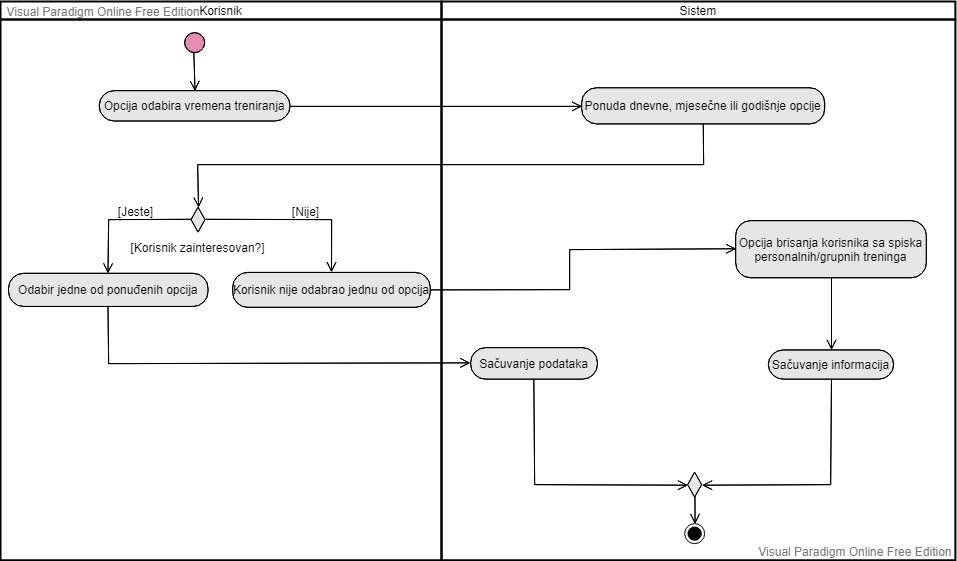 Visual Paradigm Online Free Edition
Korisnik
Sistem
Opcija odabira vremena treniranja
Ponuda dnevne, mjesečne ili godišnje opcije
[Jeste]
[Nije]
[Korisnik zainteresovan?]
Opcija brisanja korisnika sa spiska
personalnih/grupnih treninga
Odabir jedne od ponuđenih opcija
Korisnik nije odabrao jednu od opcija
Sačuvanje podataka
Sačuvanje informacija
Visual Paradigm Online Free Edition